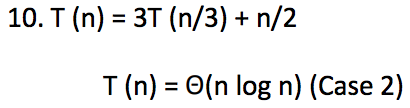 10. T (n) = 3T (n/3) + n/2
T (n) = Θ(n log n) (Case 2)